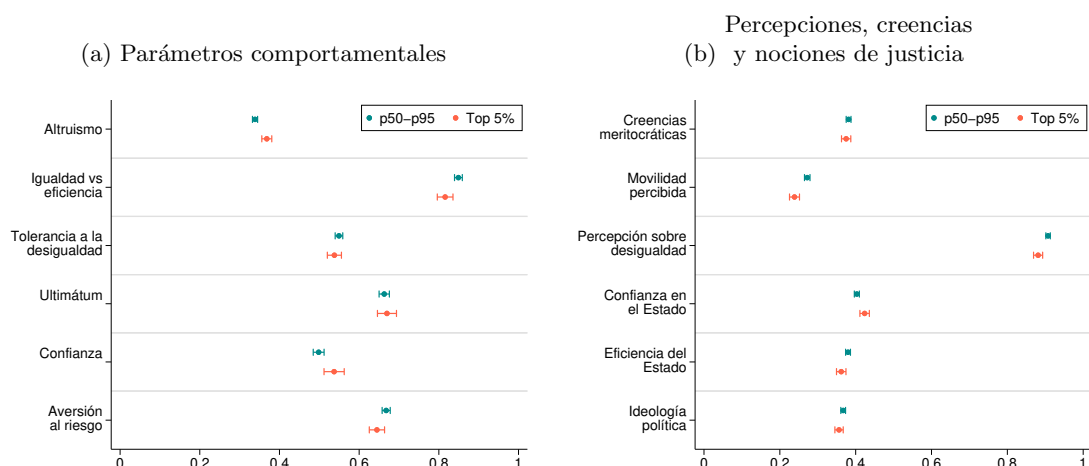 (a) Parámetros comportamentales
p50–p95
Top 5%
Altruismo
Igualdad vs
eficiencia
Tolerancia a la
desigualdad
Ultimátum
Confianza
Aversión
al riesgo
0 0.2 0.4 0.6 0.8 1
Percepciones, creencias
(b) y nociones de justicia
p50–p95
Top 5%
Creencias
meritocráticas
Movilidad
percibida
Percepción sobre
desigualdad
Confianza en
el Estado
Eficiencia del
Estado
Ideología
política
0 0.2 0.4 0.6 0.8 1